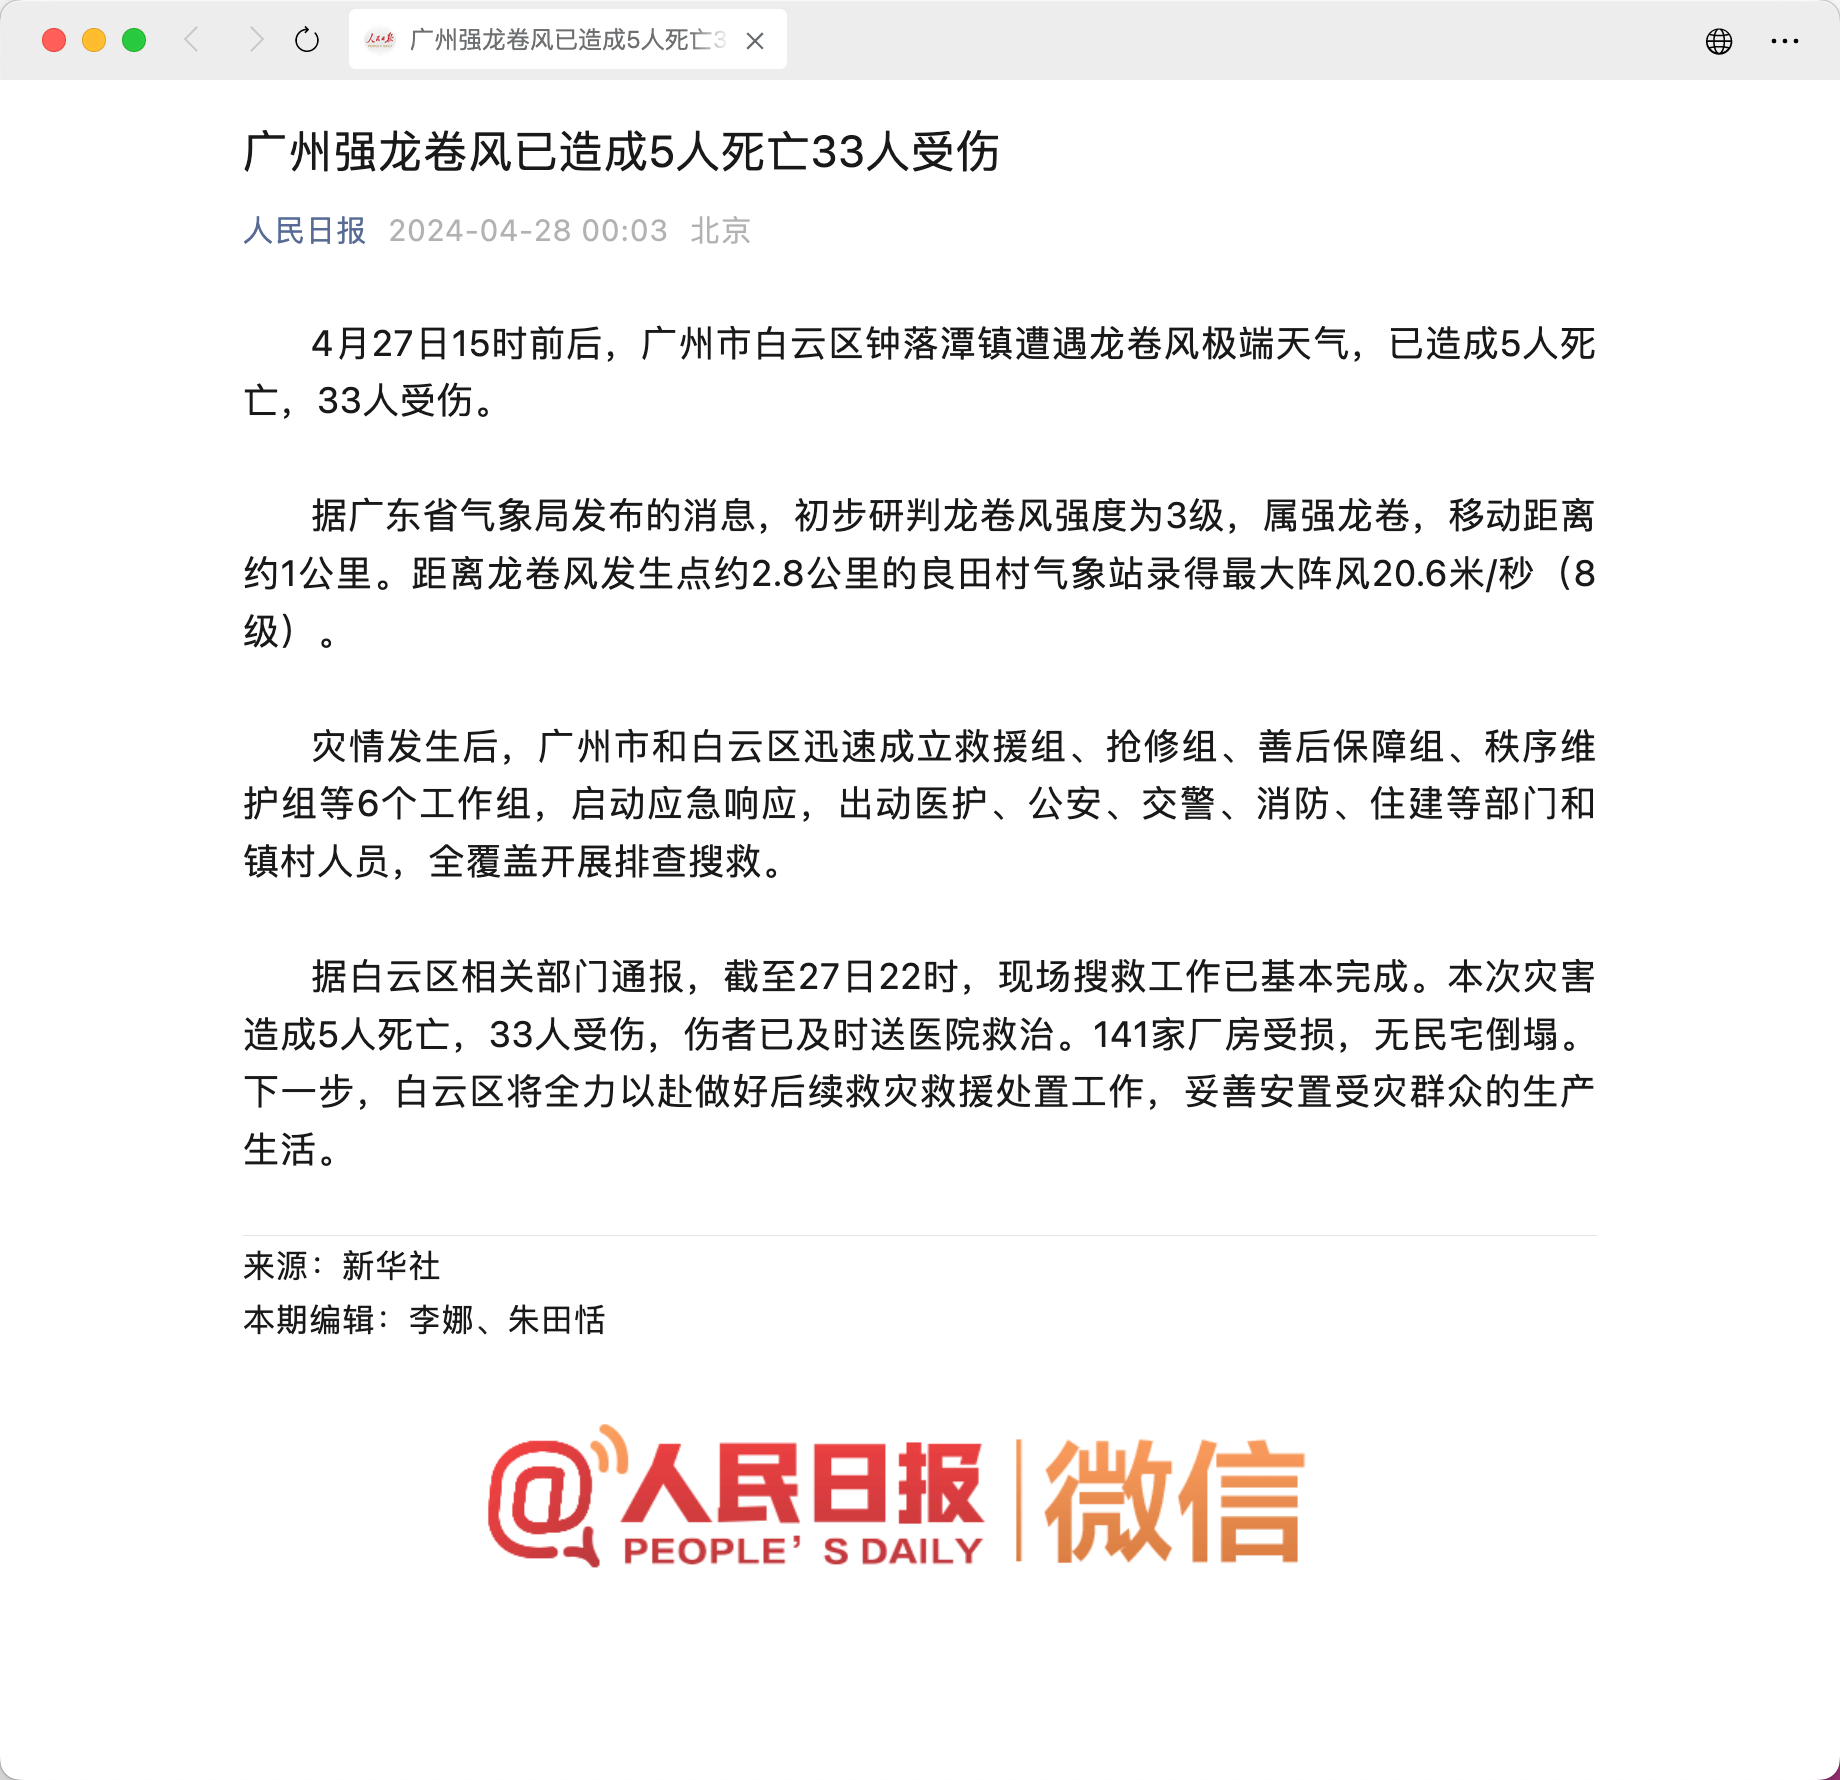 广州强龙卷风已造成5人死亡3
广州强龙卷风已造成5人死亡33人受伤
人民日报 2024-04-28 00:03 北京
4月27日15时前后，广州市白云区钟落潭镇遭遇龙卷风极端天气，已造成5人死
亡，33人受伤。
据广东省气象局发布的消息，初步研判龙卷风强度为3级，属强龙卷，移动距离
约1公里。距离龙卷风发生点约2.8公里的良田村气象站录得最大阵风20.6米/秒（8
级）。
灾情发生后，广州市和白云区迅速成立救援组、抢修组、善后保障组、秩序维
护组等6个工作组，启动应急响应，出动医护、公安、交警、消防、住建等部门和
镇村人员，全覆盖开展排查搜救。
据白云区相关部门通报，截至27日22时，现场搜救工作已基本完成。本次灾害
造成5人死亡，33人受伤，伤者已及时送医院救治。141家厂房受损，无民宅倒塌。
下一步，白云区将全力以赴做好后续救灾救援处置工作，妥善安置受灾群众的生产
生活。
来源：新华社
本期编辑：李娜、朱田恬
@人民日报 微信
PEOPLE'S DAILY